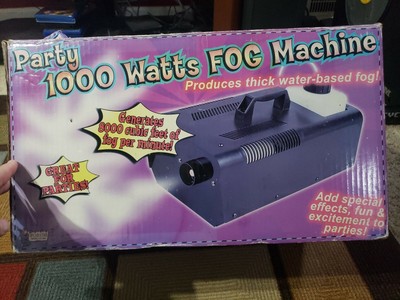 Party
1000 Watts FOG Machine
Produces thick water-based fog!
Generates
8000 cubic feet of
fog per minute!
GREAT
FOR
PARTIES!
Add special
effects, fun &
excitement to
parties!